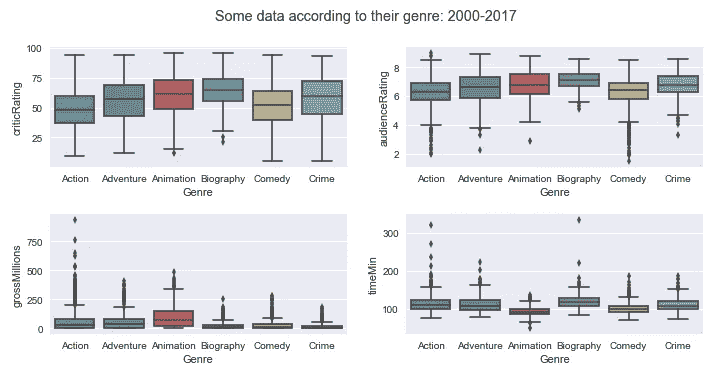 Some data according to their genre: 2000-2017
criticRating
100
75
50
25
Action Adventure Animation Biography Comedy Crime
Genre
audienceRating
8
6
4
2
Action Adventure Animation Biography Comedy Crime
Genre
grossMillions
750
500
250
0
Action Adventure Animation Biography Comedy Crime
Genre
timeMin
300
200
100
Action Adventure Animation Biography Comedy Crime
Genre